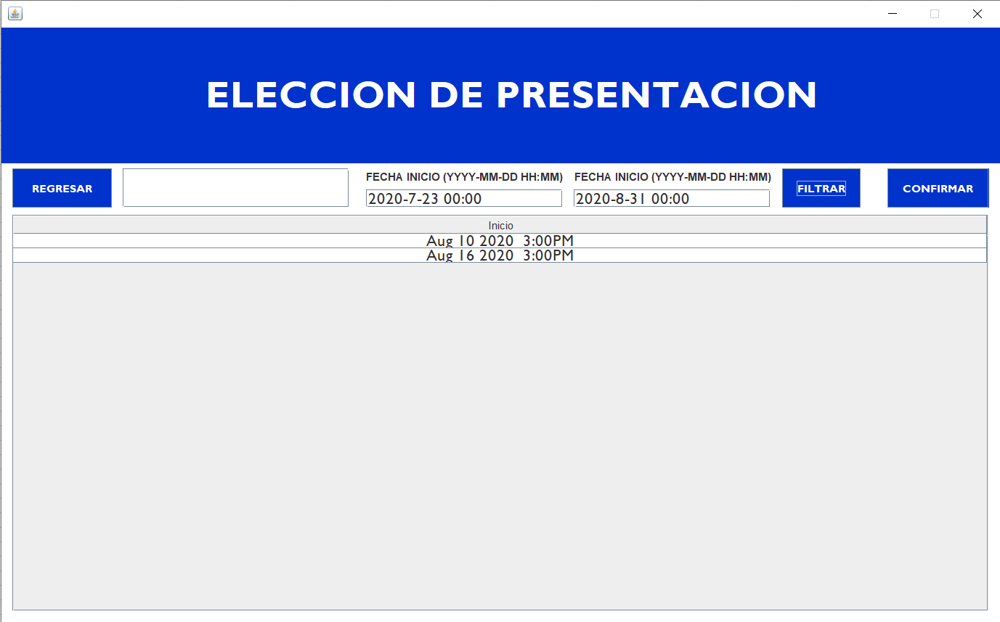 ELECCION DE PRESENTACION
REGRESAR
FECHA INICIO (YYYY-MM-DD HH:MM)
2020-7-23 00:00
FECHA INICIO (YYYY-MM-DD HH:MM)
2020-8-31 00:00
FILTRAR
CONFIRMAR
Inicio
Aug 10 2020 3:00PM
Aug 16 2020 3:00PM